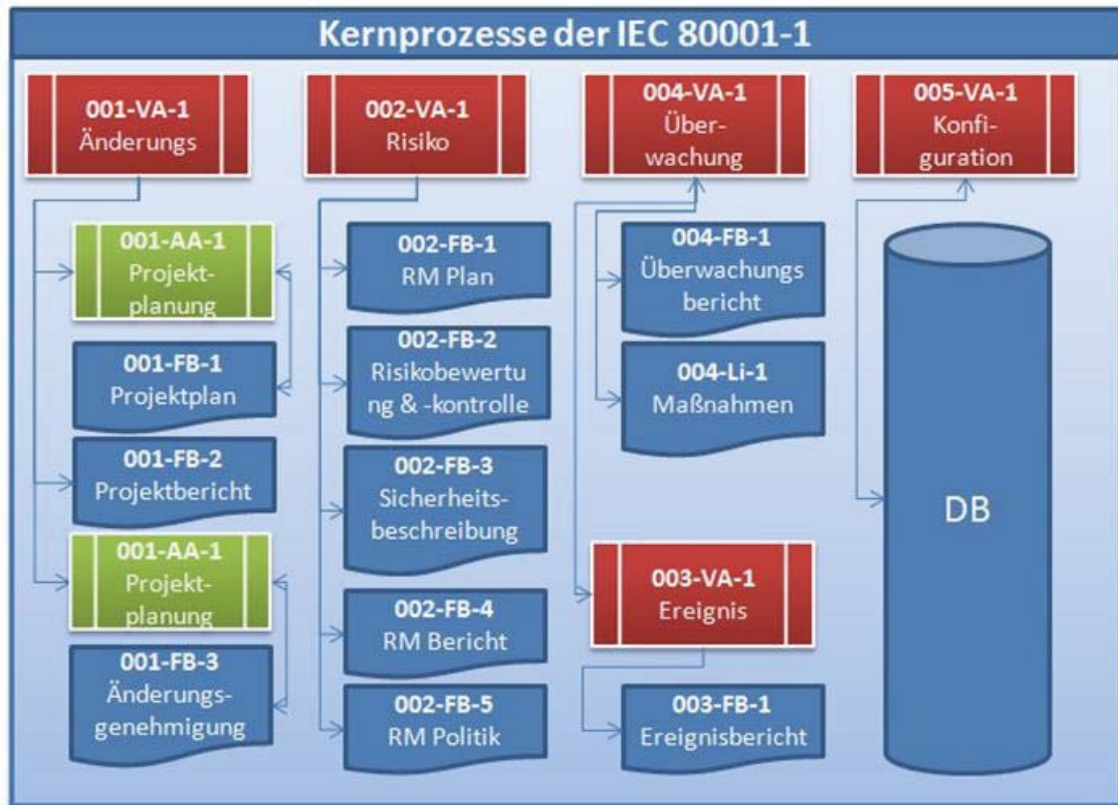 Kernprozesse der IEC 80001-1
001-VA-1
Änderungs
001-AA-1
Projekt-
planung
001-FB-1
Projektplan
001-FB-2
Projektbericht
001-AA-1
Projekt-
planung
001-FB-3
Änderungs-
genehmigung
002-VA-1
Risiko
002-FB-1
RM Plan
002-FB-2
Risikobewertu
ng & -kontrolle
002-FB-3
Sicherheits-
beschreibung
002-FB-4
RM Bericht
002-FB-5
RM Politik
004-VA-1
Über-
wachung
004-FB-1
Überwachungs
bericht
004-Li-1
Maßnahmen
003-VA-1
Ereignis
003-FB-1
Ereignisbericht
005-VA-1
Konfi-
guration
DB